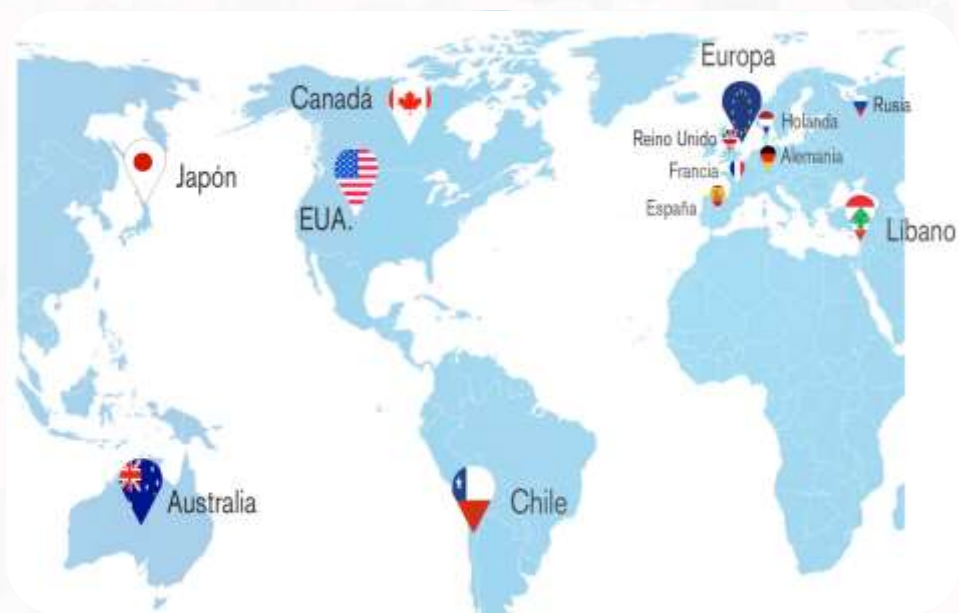 Europa
Canadá
Rusia
Holanda
Reino Unido
Alemania
Francia
Japón
España
EUA.
Líbano
Australia
Chile